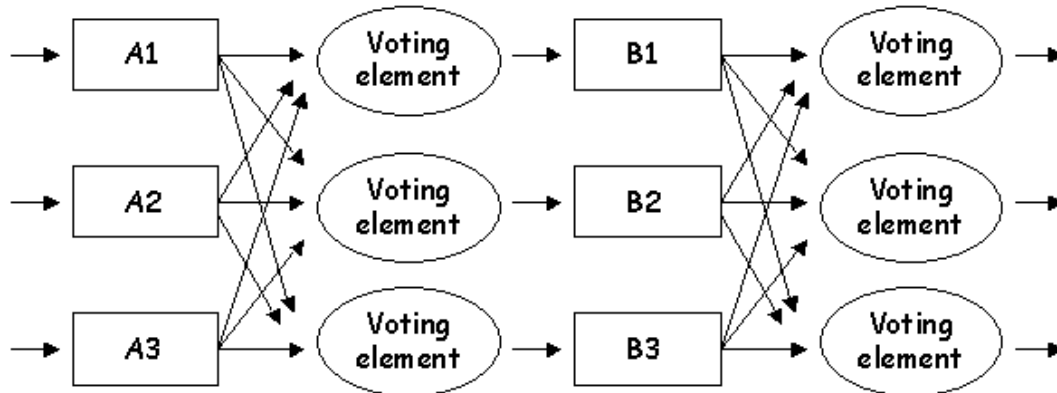 A1
Voting
element
B1
Voting
element
A2
Voting
element
B2
Voting
element
A3
Voting
element
B3
Voting
element